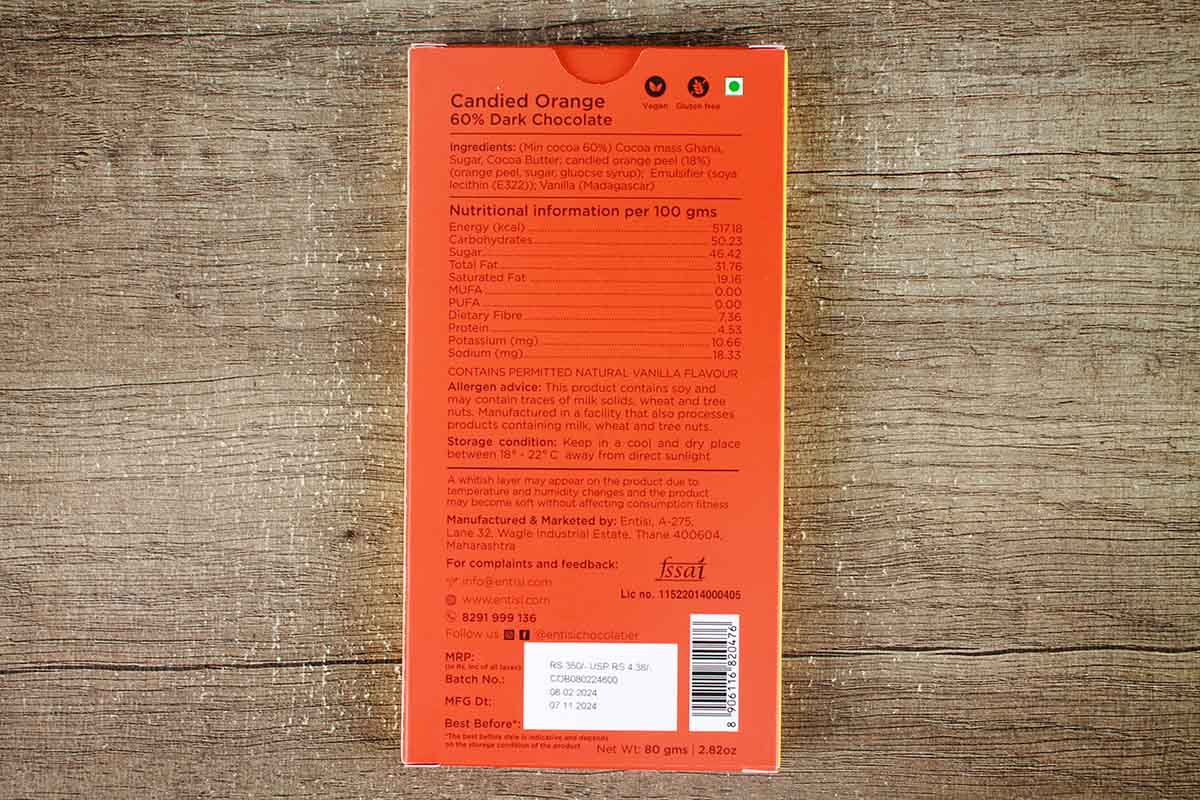 Candied Orange
60% Dark Chocolate
Vegan Gluten free
Ingredients: (Min cocoa 60%) Cocoa mass Ghana,
Sugar, Cocoa Butter; candied orange peel (18%)
(orange peel, sugar, gluocse syrup); Emulsifier (soya
lecithin (E322)); Vanilla (Madagascar)
Nutritional information per 100 gms
Energy (kcal) 517.18
Carbohydrates 50.23
Sugar 46.42
Total Fat 31.76
Saturated Fat 19.16
MUFA 0.00
PUFA 0.00
Dietary Fibre 7.36
Protein 4.53
Potassium (mg) 10.66
Sodium (mg) 18.33
CONTAINS PERMITTED NATURAL VANILLA FLAVOUR
Allergen advice: This product contains soy and
may contain traces of milk solids, wheat and tree
nuts. Manufactured in a facility that also processes
products containing milk, wheat and tree nuts.
Storage condition: Keep in a cool and dry place
between 18° - 22° C away from direct sunlight
A whitish layer may appear on the product due to
temperature and humidity changes and the product
may become soft without affecting consumption fitness
Manufactured & Marketed by: Entisi, A-275,
Lane 32, Wagle Industrial Estate, Thane 400604,
Maharashtra
For complaints and feedback:
info@entisi.com
www.entisi.com
8291 999 136
Follow us @entisichocolatier
fssai
Lic no. 11522014000405
MRP:
(In RS. Inc of all taxes)
Batch No.:
MFG Dt:
Best Before*:
RS 350/- USP RS 4.38/-
COB080224600
08 02 2024
07 11 2024
8 906116 820476
*The best before date is indicative and depends
on the storage condition of the product
Net Wt: 80 gms | 2.82oz